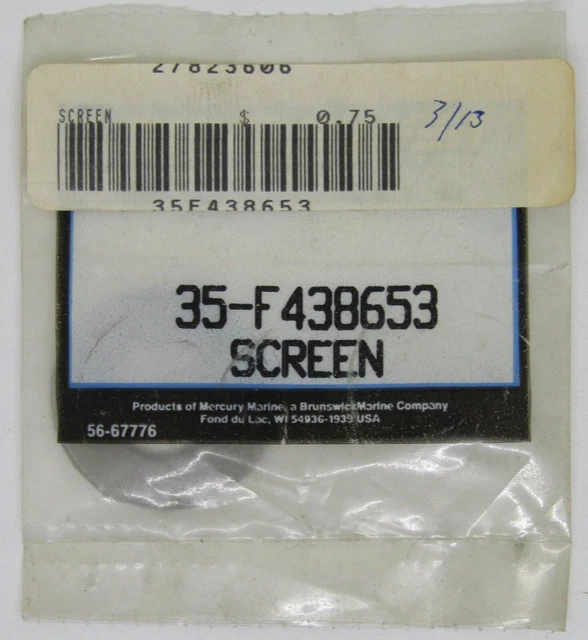 27823606
SCREEN $ 0.75 3/13
35F438653
35-F438653
SCREEN
Products of Mercury Marine, a Brunswick Marine Company
Fond du Lac, WI 54936-1939 USA
56-67776